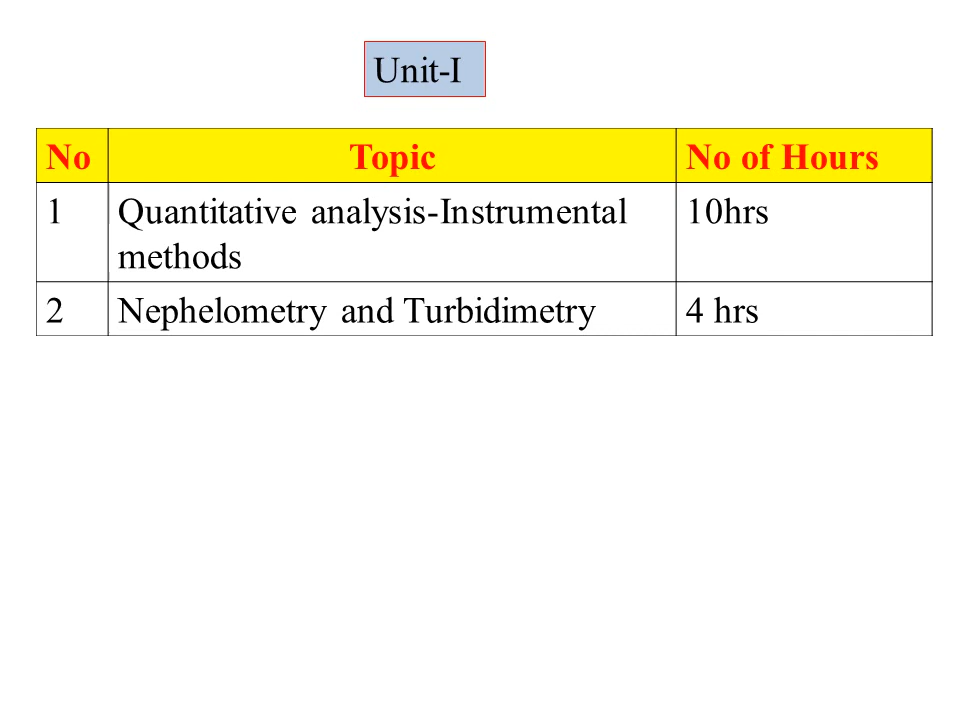 Unit-I
No Topic No of Hours
1 Quantitative analysis-Instrumental 10hrs
methods
2 Nephelometry and Turbidimetry 4 hrs